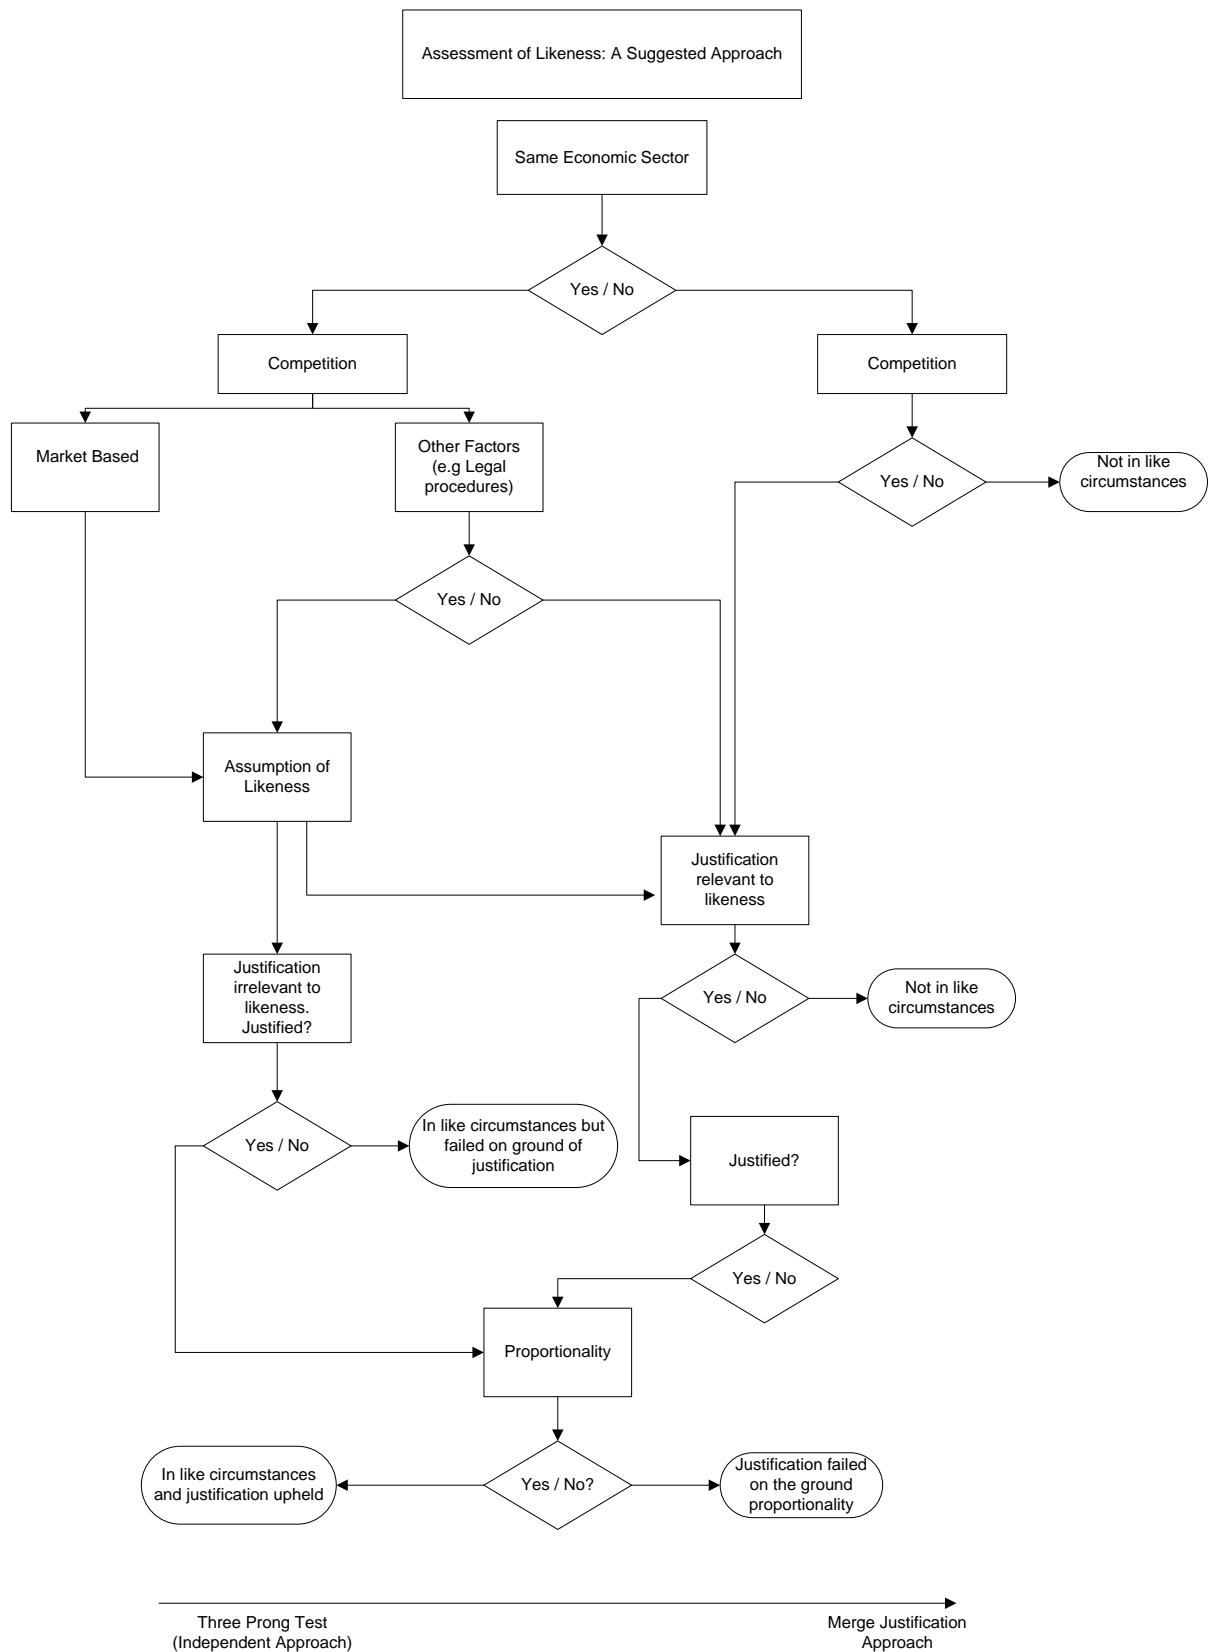 Assessment of Likeness: A Suggested Approach
Same Economic Sector
Yes / No
Competition
Competition
Market Based
Other Factors
(e.g Legal
procedures)
Yes / No
Not in like
circumstances
Yes / No
Assumption of
Likeness
Justification
relevant to
likeness
Justification
irrelevant to
likeness.
Justified?
Yes / No
Not in like
circumstances
Yes / No
In like circumstances but
failed on ground of
justification
Justified?
Yes / No
Proportionality
In like circumstances
and justification upheld
Yes / No?
Justification failed
on the ground
proportionality
Three Prong Test
(Independent Approach)
Merge Justification
Approach